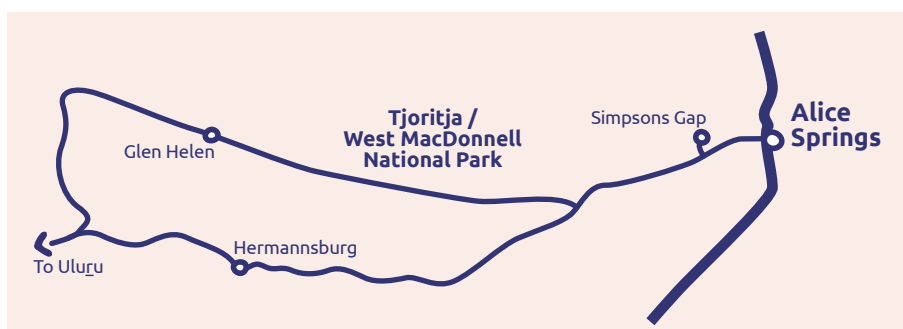 Tjoritja /
West MacDonnell
National Park
Simpsons Gap
Alice
Springs
Glen Helen
Hermannsburg
To Uluṟu